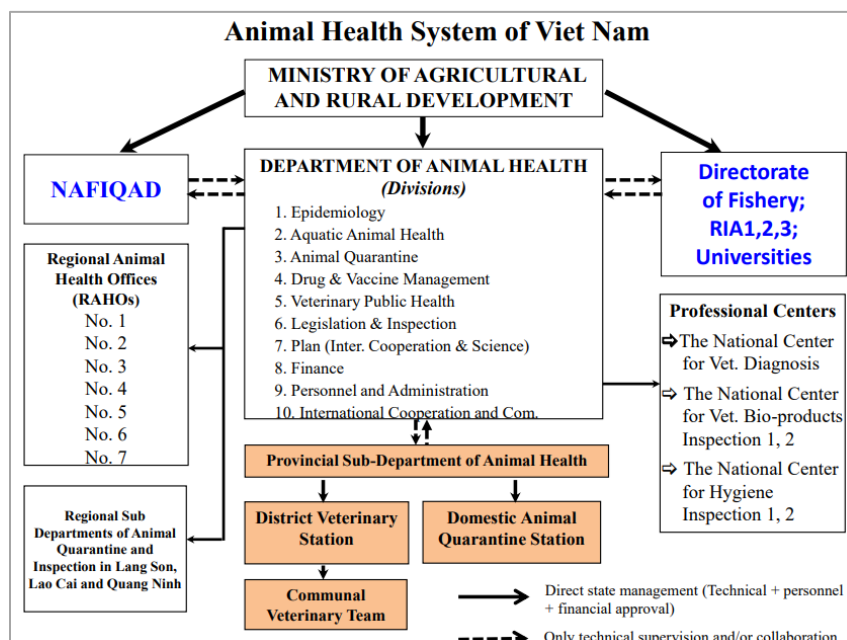 Animal Health System of Viet Nam
MINISTRY OF AGRICULTURAL
AND RURAL DEVELOPMENT
NAFIQAD
DEPARTMENT OF ANIMAL HEALTH
(Divisions)
1. Epidemiology
2. Aquatic Animal Health
3. Animal Quarantine
4. Drug & Vaccine Management
5. Veterinary Public Health
6. Legislation & Inspection
7. Plan (Inter. Cooperation & Science)
8. Finance
9. Personnel and Administration
10. International Cooperation and Com.
Directorate
of Fishery;
RIA1,2,3;
Universities
Regional Animal
Health Offices
(RAHOs)
No. 1
No. 2
No. 3
No. 4
No. 5
No. 6
No. 7
Professional Centers
The National Center
for Vet. Diagnosis
The National Center
for Vet. Bio-products
Inspection 1, 2
The National Center
for Hygiene
Inspection 1, 2
Regional Sub
Departments of Animal
Quarantine and
Inspection in Lang Son,
Lao Cai and Quang Ninh
Provincial Sub-Department of Animal Health
District Veterinary
Station
Domestic Animal
Quarantine Station
Communal
Veterinary Team
Direct state management (Technical + personnel
+ financial approval)
Only technical supervision and/or collaboration